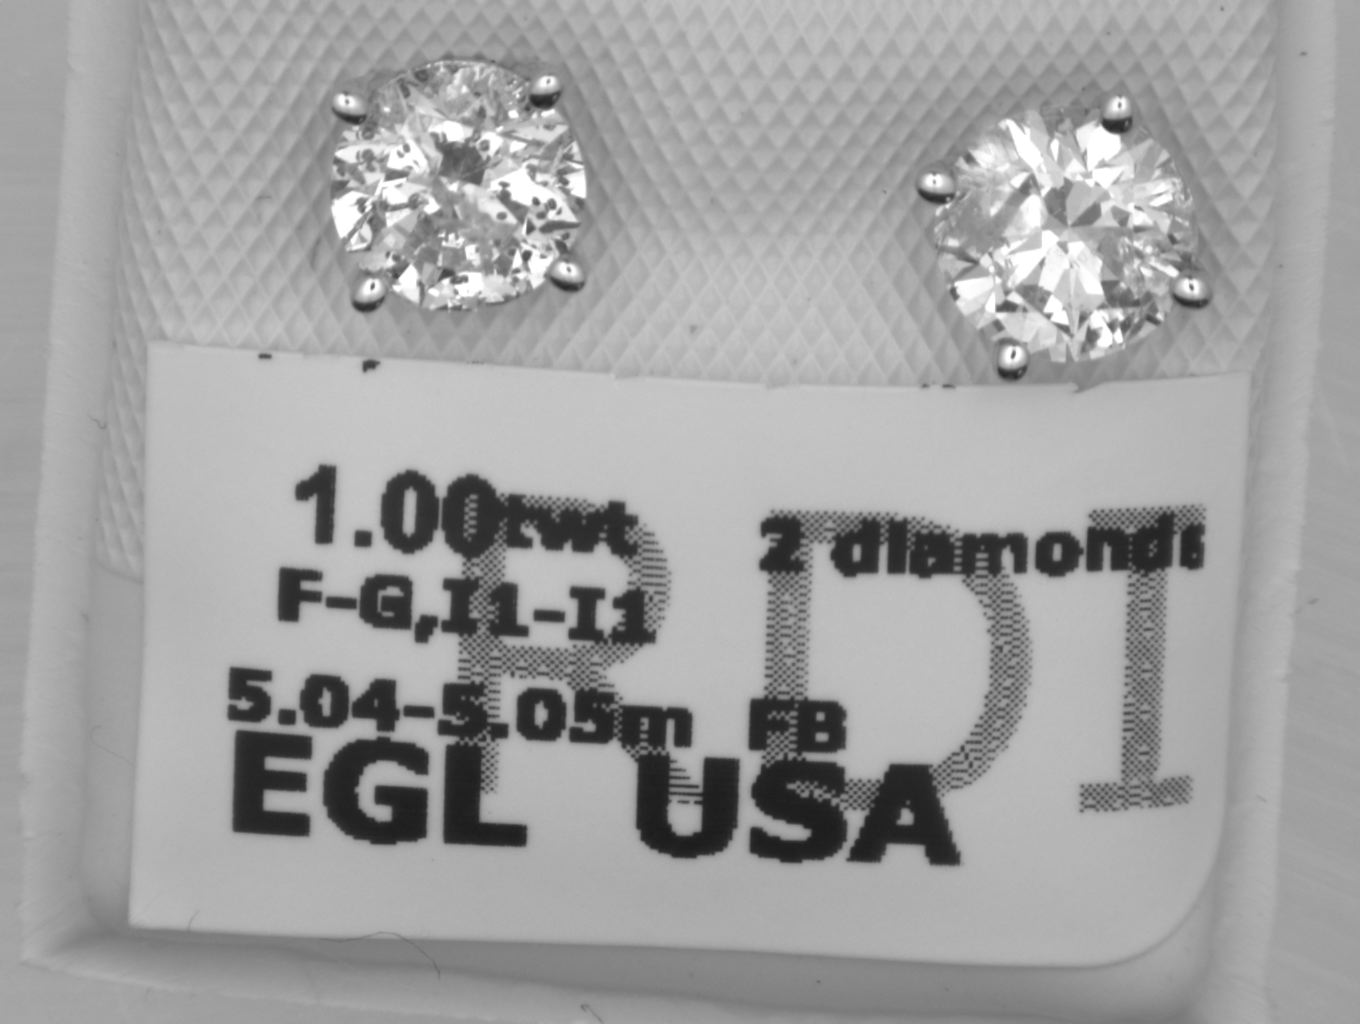 1.00twt 2 diamonds
F-G,I1-I1
5.04-5.05m FB
EGL USA
RDI